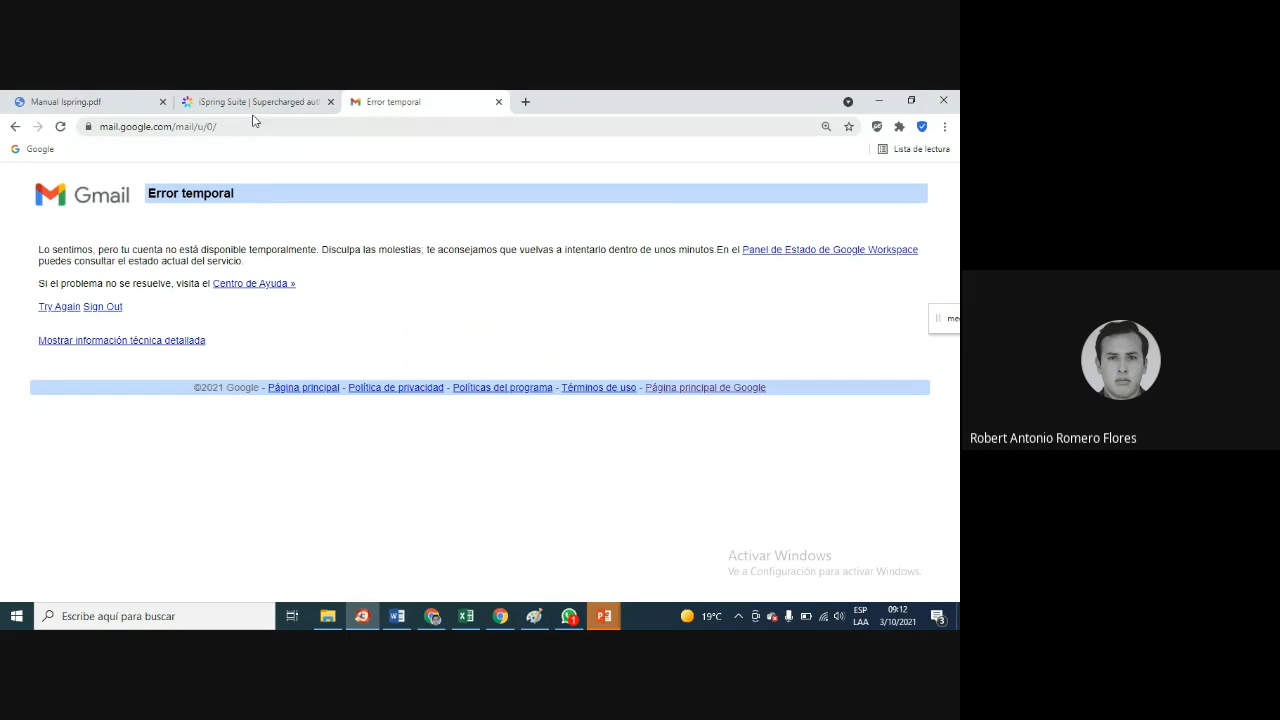 Manual Ispring.pdf
iSpring Suite | Supercharged aut
Error temporal
mail.google.com/mail/u/0/
Google
Lista de lectura
Gmail
Error temporal
Lo sentimos, pero tu cuenta no está disponible temporalmente. Disculpa las molestias; te aconsejamos que vuelvas a intentarlo dentro de unos minutos.En el Panel de Estado de Google Workspace
puedes consultar el estado actual del servicio.
Si el problema no se resuelve, visita el Centro de Ayuda »
Try Again Sign Out
Mostrar información técnica detallada
©2021 Google - Página principal - Política de privacidad - Políticas del programa - Términos de uso - Página principal de Google
Robert Antonio Romero Flores
Activar Windows
Ve a Configuración para activar Windows.
Escribe aquí para buscar
19°C
ESP
LAA
09:12
3/10/2021
3